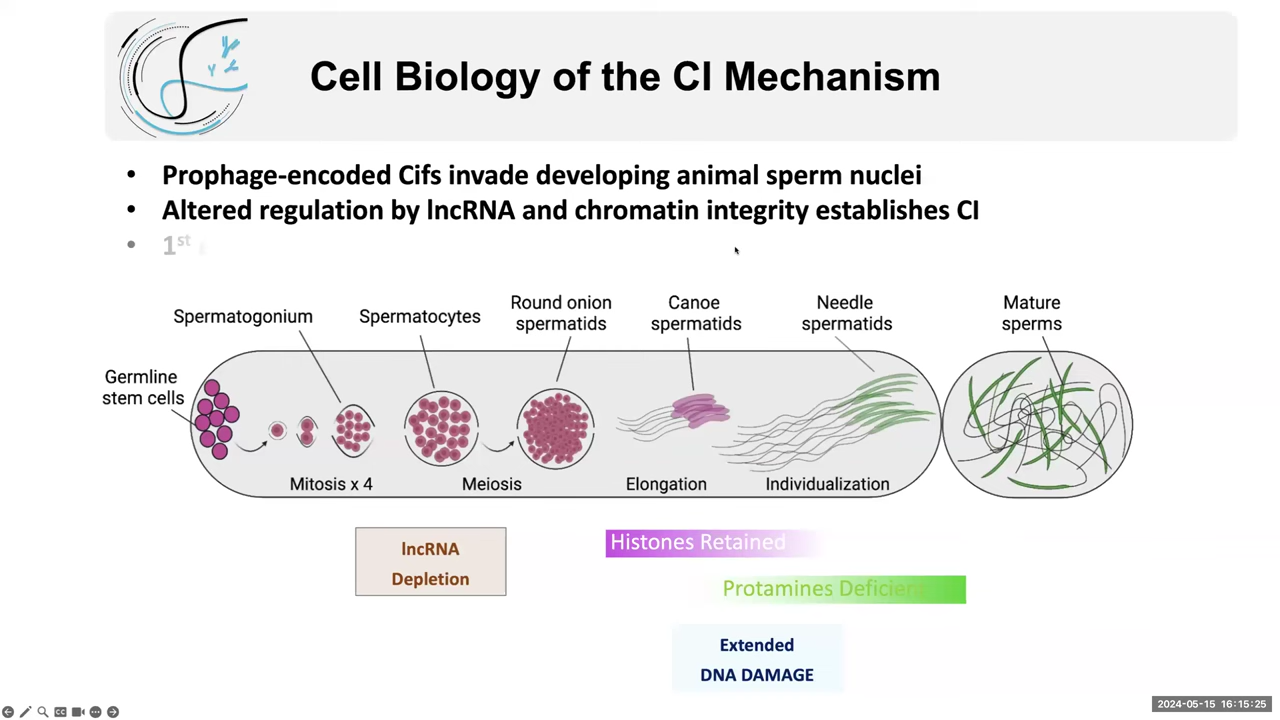 Cell Biology of the CI Mechanism
• Prophage-encoded Cifs invade developing animal sperm nuclei
• Altered regulation by lncRNA and chromatin integrity establishes CI
• 1st
Spermatogonium
Spermatocytes
Round onion
spermatids
Canoe
spermatids
Needle
spermatids
Mature
sperms
Germline
stem cells
Mitosis x 4
Meiosis
Elongation
Individualization
lncRNA
Depletion
Histones Retained
Protamines Deficient
Extended
DNA DAMAGE
2024-05-15 16:15:25